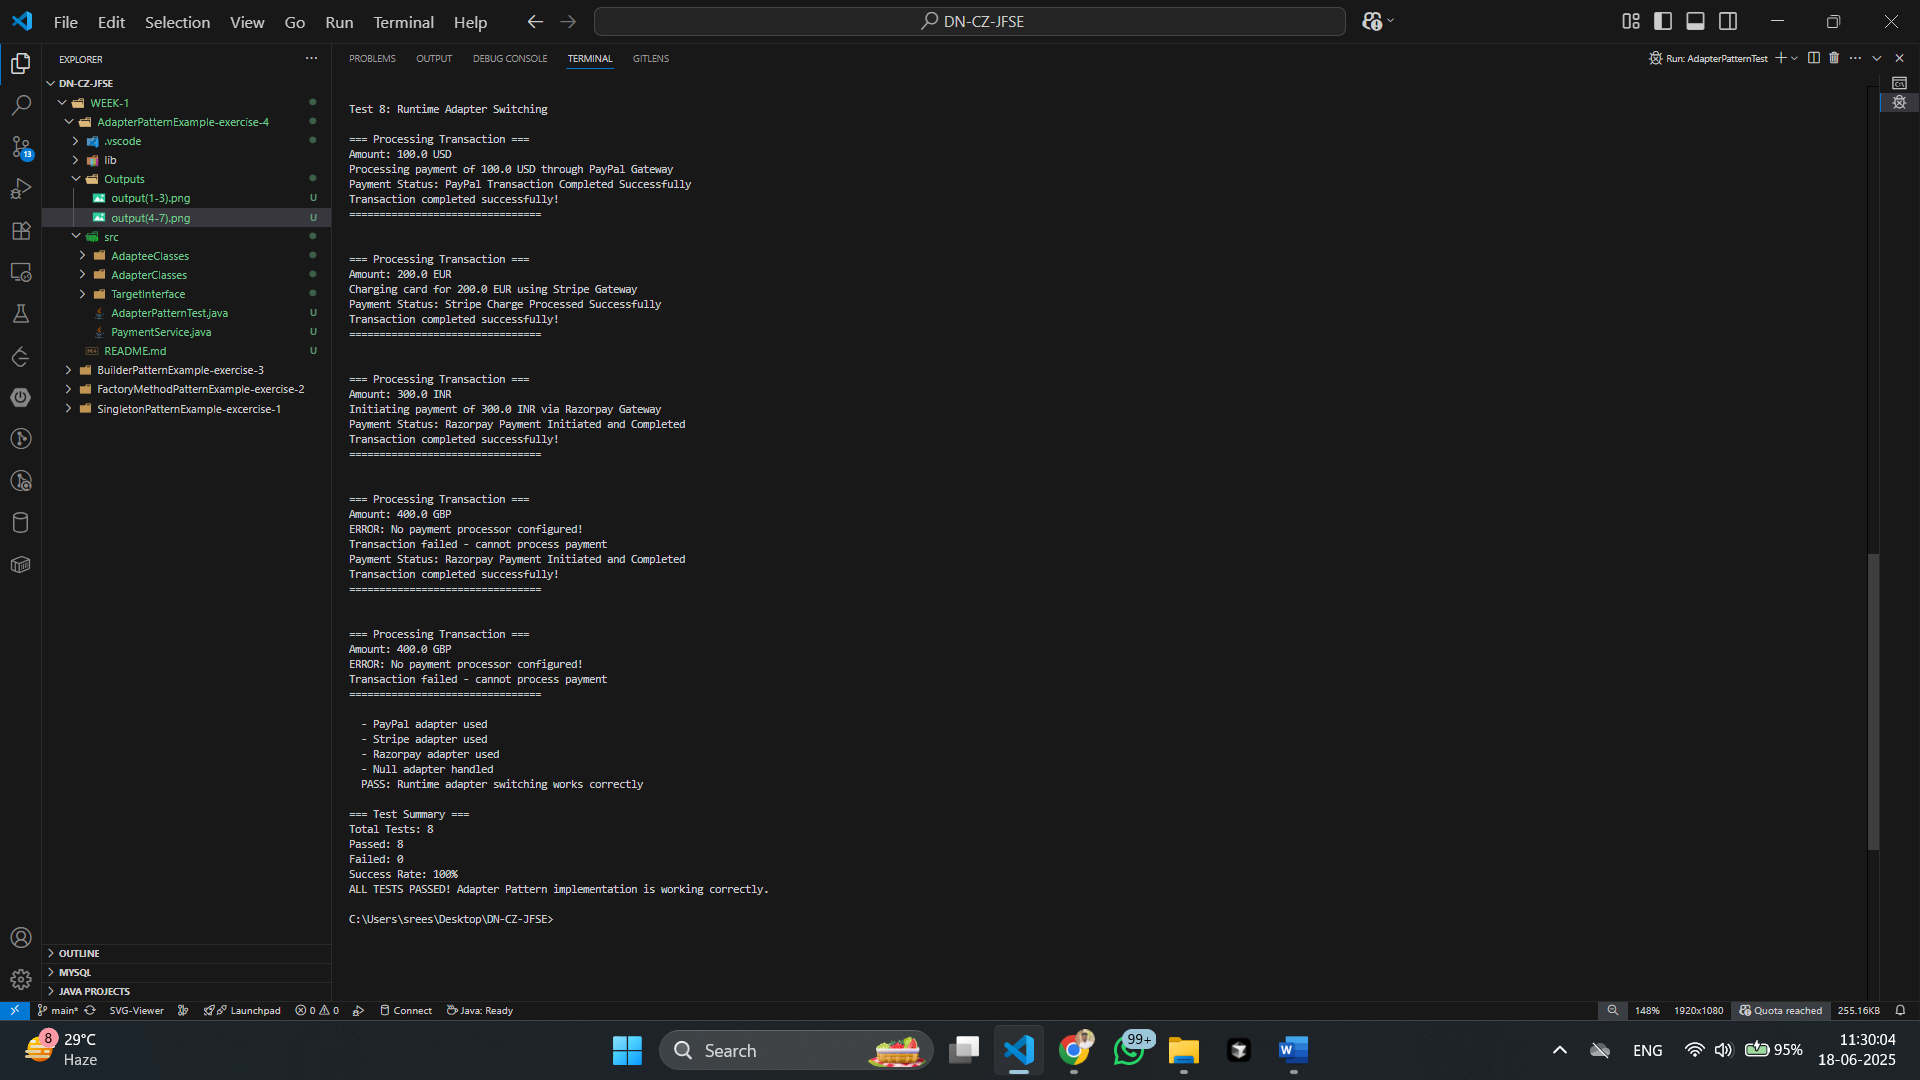 File Edit Selection View Go Run Terminal Help
DN-CZ-JFSE
EXPLORER
DN-CZ-JFSE
WEEK-1
AdapterPatternExample-exercise-4
.vscode
lib
Outputs
output(1-3).png U
output(4-7).png U
src
AdapteeClasses
AdapterClasses
TargetInterface
AdapterPatternTest.java U
PaymentService.java U
README.md U
BuilderPatternExample-exercise-3
FactoryMethodPatternExample-exercise-2
SingletonPatternExample-excercise-1
OUTLINE
MYSQL
JAVA PROJECTS
13
PROBLEMS OUTPUT DEBUG CONSOLE TERMINAL GITLENS
Run: AdapterPatternTest
Test 8: Runtime Adapter Switching
=== Processing Transaction ===
Amount: 100.0 USD
Processing payment of 100.0 USD through PayPal Gateway
Payment Status: PayPal Transaction Completed Successfully
Transaction completed successfully!
================================
=== Processing Transaction ===
Amount: 200.0 EUR
Charging card for 200.0 EUR using Stripe Gateway
Payment Status: Stripe Charge Processed Successfully
Transaction completed successfully!
================================
=== Processing Transaction ===
Amount: 300.0 INR
Initiating payment of 300.0 INR via Razorpay Gateway
Payment Status: Razorpay Payment Initiated and Completed
Transaction completed successfully!
================================
=== Processing Transaction ===
Amount: 400.0 GBP
ERROR: No payment processor configured!
Transaction failed - cannot process payment
Payment Status: Razorpay Payment Initiated and Completed
Transaction completed successfully!
================================
=== Processing Transaction ===
Amount: 400.0 GBP
ERROR: No payment processor configured!
Transaction failed - cannot process payment
================================
- PayPal adapter used
- Stripe adapter used
- Razorpay adapter used
- Null adapter handled
PASS: Runtime adapter switching works correctly
=== Test Summary ===
Total Tests: 8
Passed: 8
Failed: 0
Success Rate: 100%
ALL TESTS PASSED! Adapter Pattern implementation is working correctly.
C:\Users\srees\Desktop\DN-CZ-JFSE>
main* SVG-Viewer Launchpad 0 0 Connect Java: Ready 148% 1920x1080 Quota reached 255.16KB
8 29°C
Haze
Search
99+
W
ENG
95%
11:30:04
18-06-2025